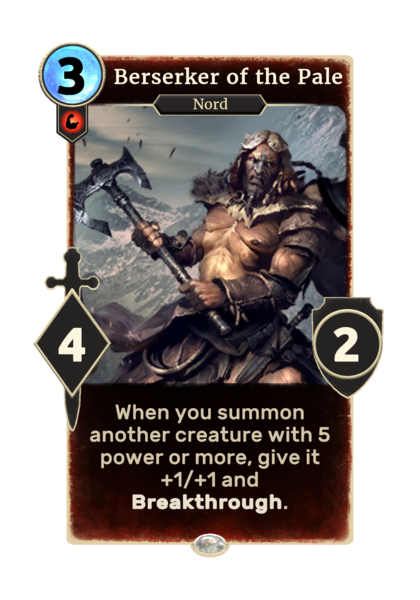 3
Berserker of the Pale
Nord
4
2
When you summon
another creature with 5
power or more, give it
+1/+1 and
Breakthrough.